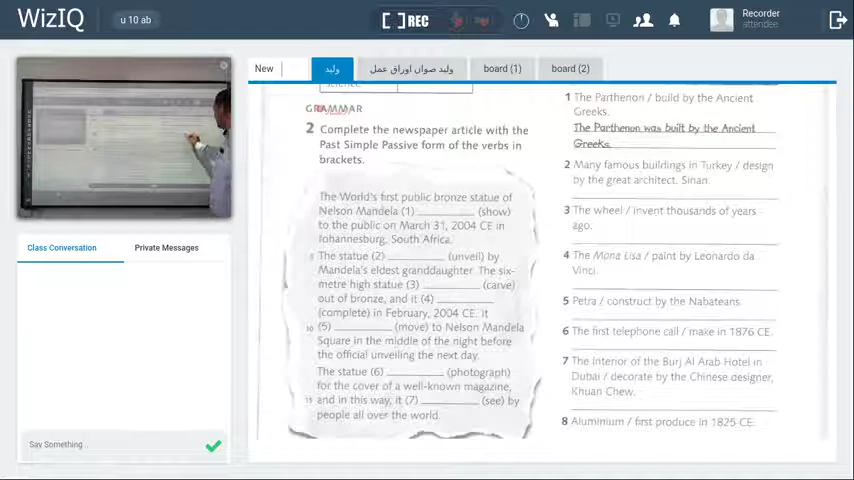 WizIQ
u 10 ab
[ ] REC
Recorder
attendee
New
وليد
وليد صوان اوراق عمل
board (1)
board (2)
Class Conversation
Private Messages
Say Something..
science
GRAMMAR
2 Complete the newspaper article with the
Past Simple Passive form of the verbs in
brackets.
The World's first public bronze statue of
Nelson Mandela (1) __________ (show)
to the public on March 31, 2004 CE in
Johannesburg, South Africa.
5 The statue (2) __________ (unveil) by
Mandela's eldest granddaughter. The six-
metre high statue (3) __________ (carve)
out of bronze, and it (4) __________
(complete) in February, 2004 CE. It
10 (5) __________ (move) to Nelson Mandela
Square in the middle of the night before
the official unveiling the next day.
The statue (6) __________ (photograph)
for the cover of a well-known magazine,
15 and in this way, it (7) __________ (see) by
people all over the world.
1 The Parthenon / build by the Ancient
Greeks.
The Parthenon was built by the Ancient
Greeks.
2 Many famous buildings in Turkey / design
by the great architect, Sinan.
3 The wheel / invent thousands of years
ago.
4 The Mona Lisa / paint by Leonardo da
Vinci.
5 Petra / construct by the Nabateans.
6 The first telephone call / make in 1876 CE.
7 The Interior of the Burj Al Arab Hotel in
Dubai / decorate by the Chinese designer,
Khuan Chew.
8 Aluminium / first produce in 1825 CE.